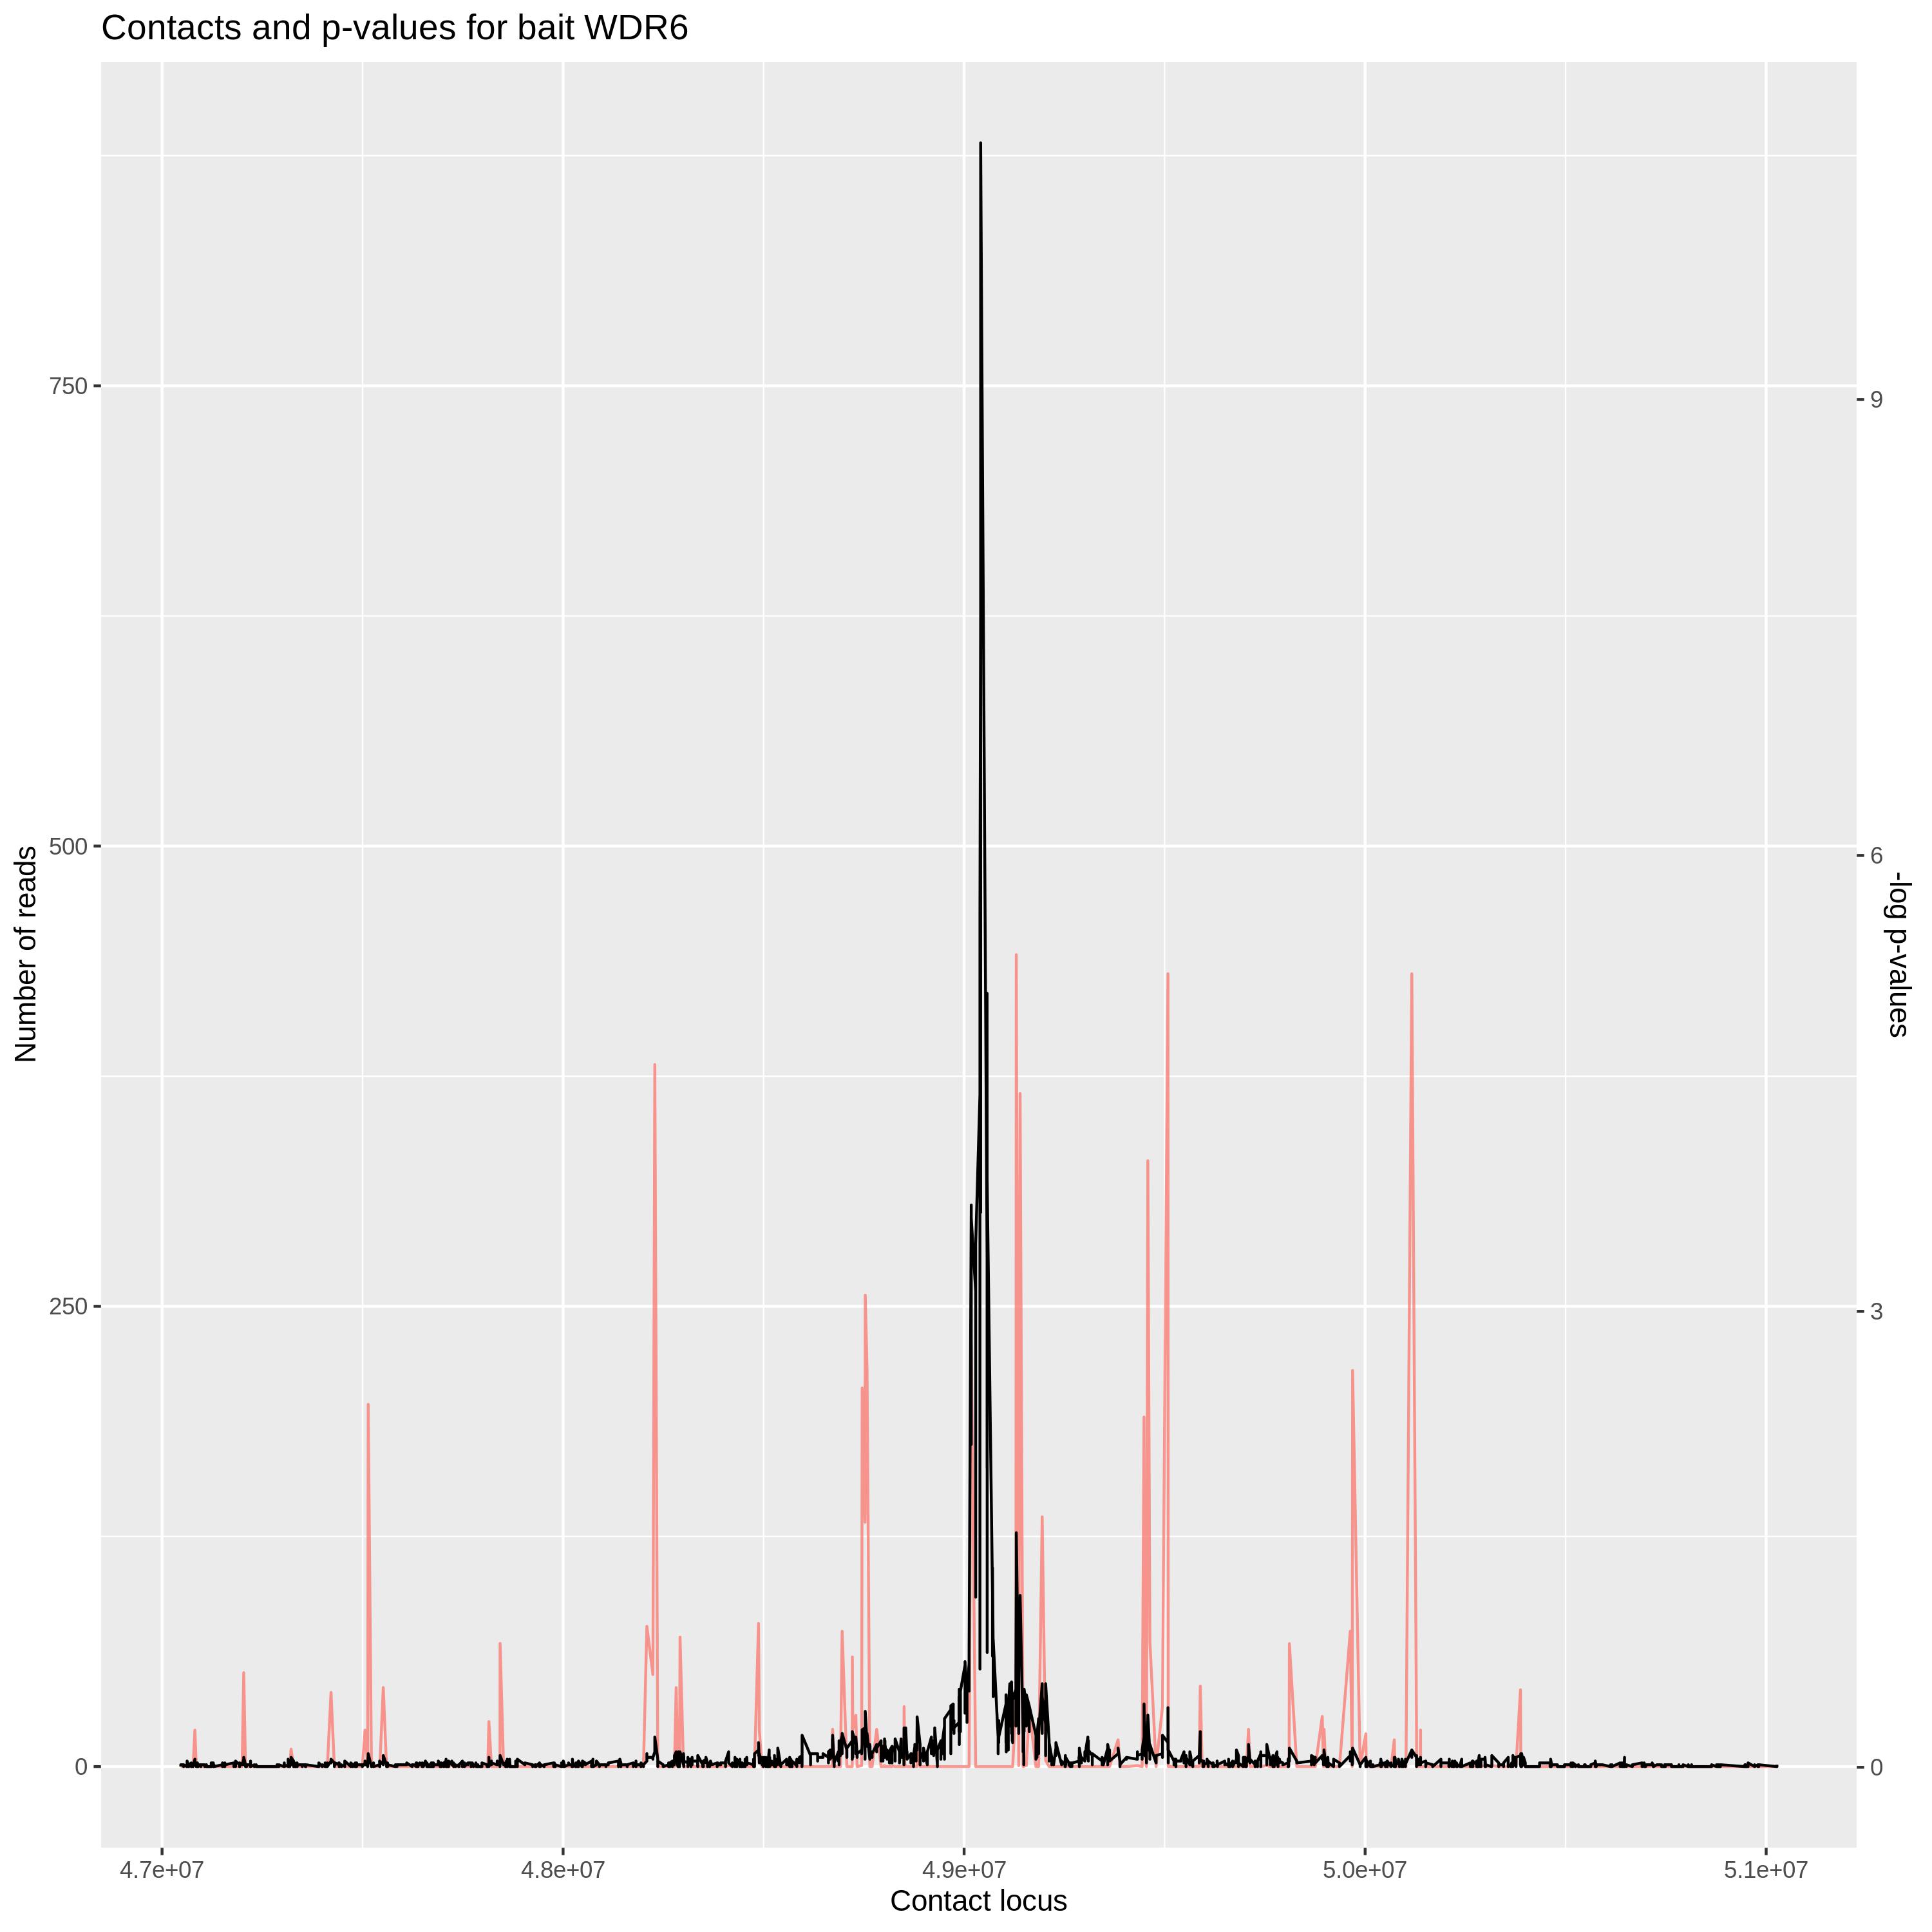 Contacts and p-values for bait WDR6
750
500
250
0
Number of reads
9
6
3
0
-log p-values
4.7e+07
4.8e+07
4.9e+07
5.0e+07
5.1e+07
Contact locus